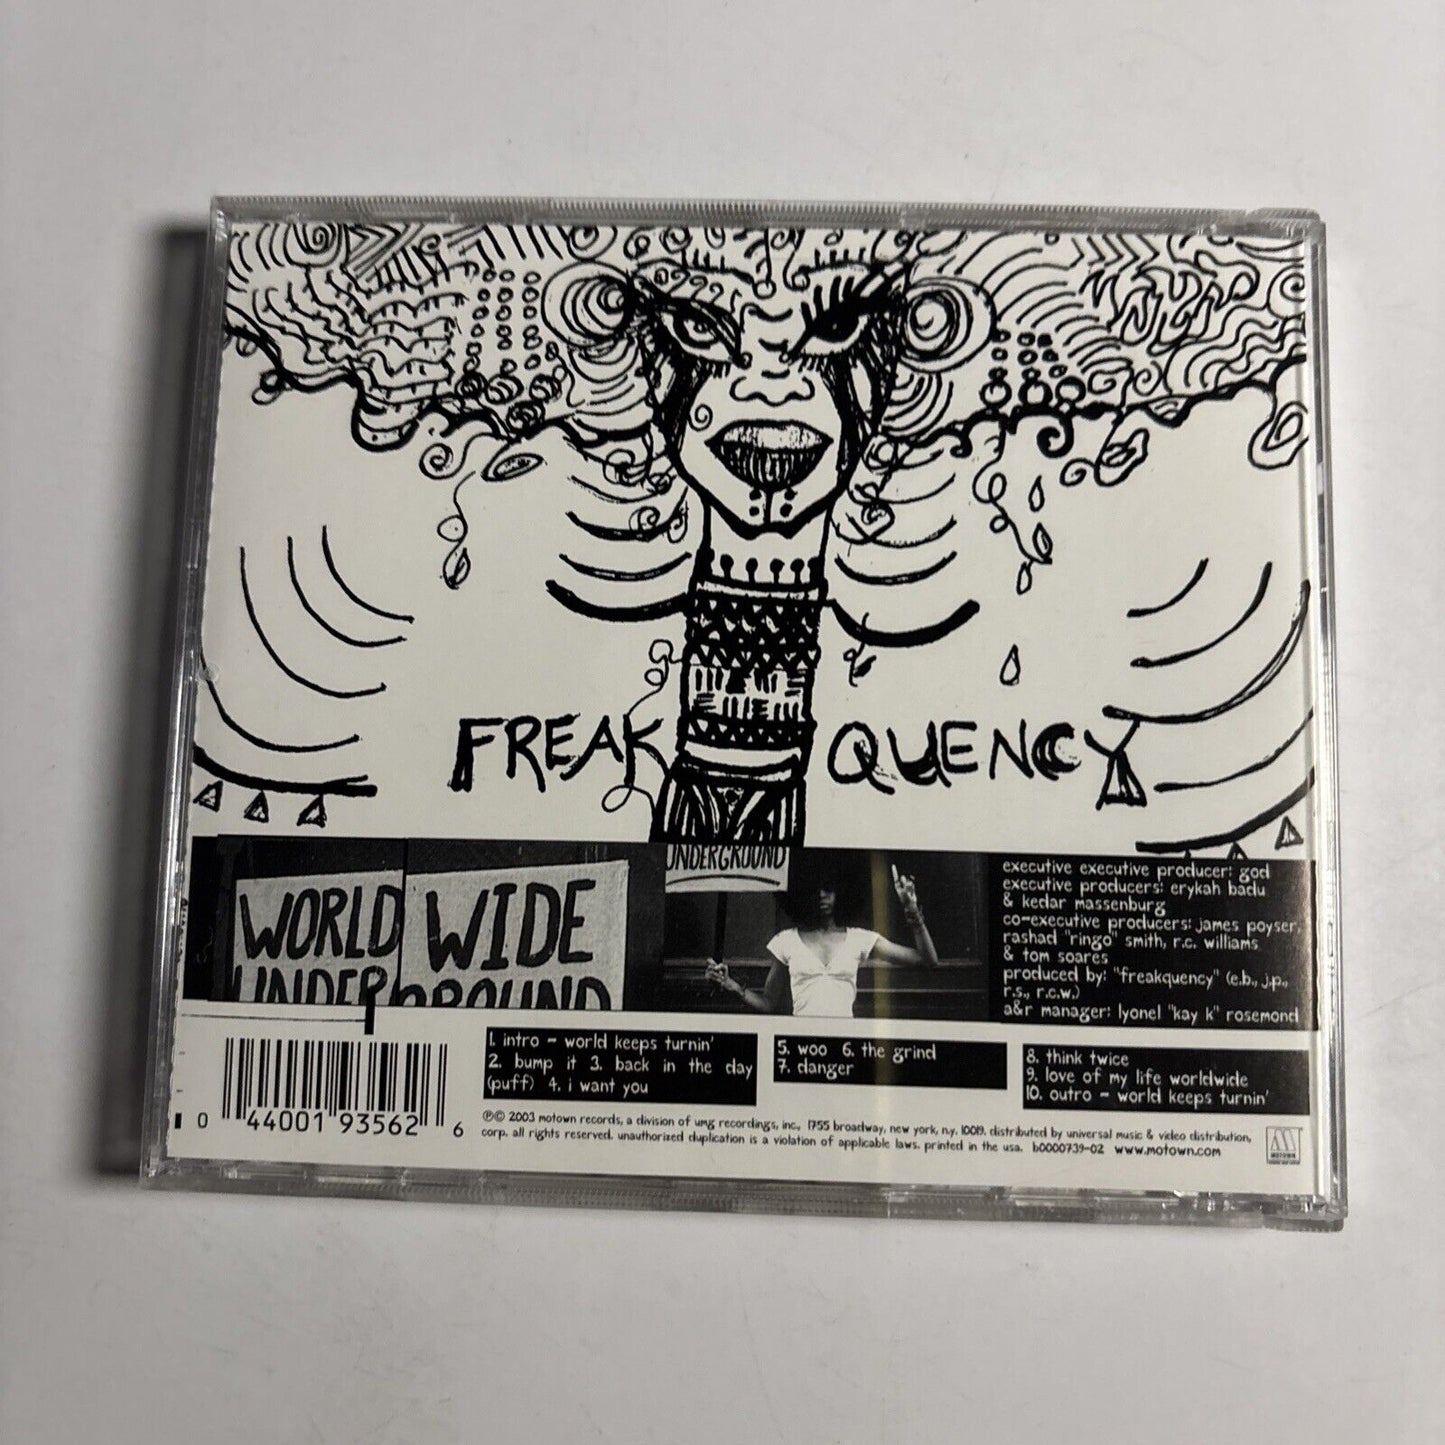 FREAK QUENCY
WORLD WIDE
UNDERGROUND
UNDERGROUND
executive executive producer: god
executive producers: erykah badu
& kedar massenburg
co-executive producers: james poyser,
rashad "ringo" smith, r.c. williams
& tom soares
produced by: "freakquency" (e.b., j.p.,
r.s., r.c.w.)
a&r manager: lyonel "kay k" rosemond
1. intro - world keeps turnin'
2. bump it 3. back in the day
(puff) 4. i want you
5. woo 6. the grind
7. danger
8. think twice
9. love of my life worldwide
10. outro - world keeps turnin'
0 44001 93562 6
℗© 2003 motown records, a division of umg recordings, inc., 1755 broadway, new york, n.y. 10019. distributed by universal music & video distribution,
corp. all rights reserved. unauthorized duplication is a violation of applicable laws. printed in the usa. b0000739-02 www.motown.com
MOTOWN